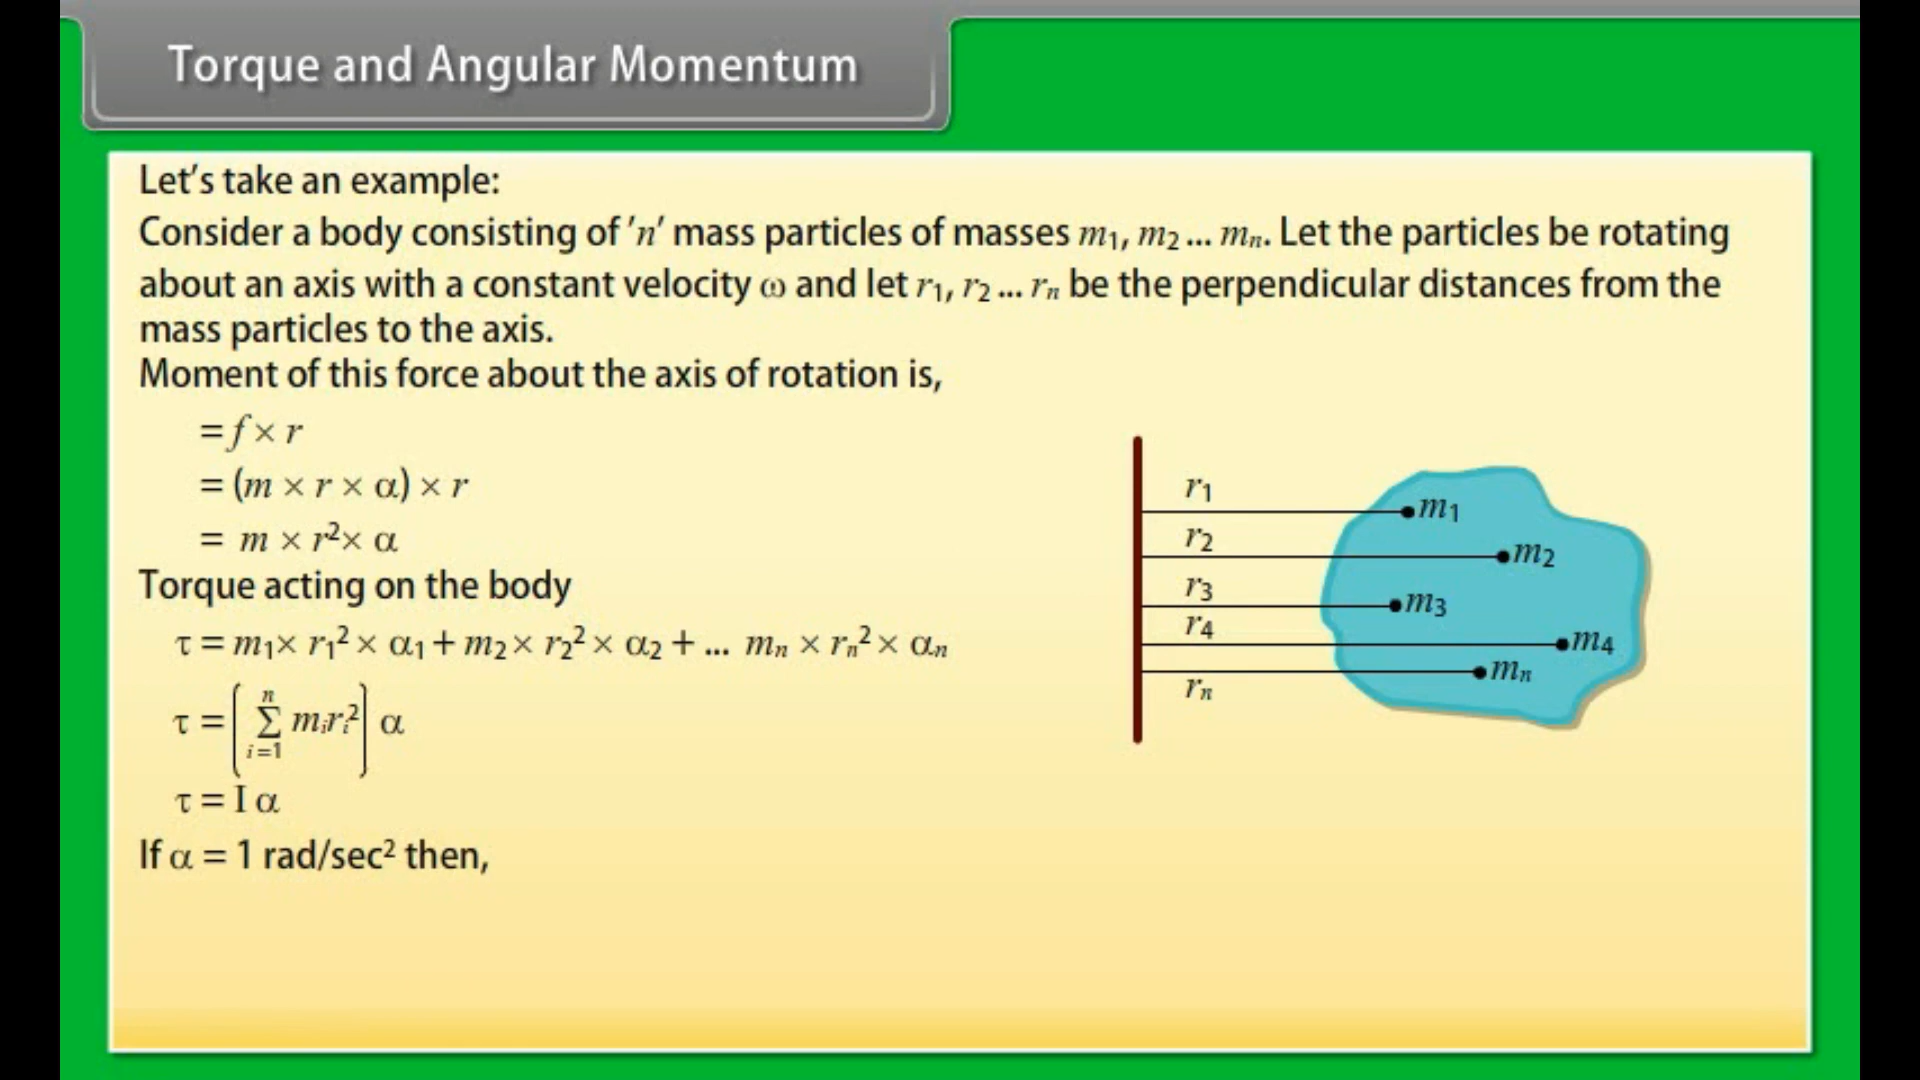 Torque and Angular Momentum
Let's take an example:
Consider a body consisting of 'n' mass particles of masses m₁, m₂ ... mₙ. Let the particles be rotating
about an axis with a constant velocity ω and let r₁, r₂ ... rₙ be the perpendicular distances from the
mass particles to the axis.
Moment of this force about the axis of rotation is,
= f × r
= (m × r × α) × r
= m × r² × α
Torque acting on the body
τ = m₁ × r₁² × α₁ + m₂ × r₂² × α₂ + ... mₙ × rₙ² × αₙ
τ = (∑ⁿᵢ₌₁ mᵢrᵢ²) α
τ = I α
If α = 1 rad/sec² then,
r₁ m₁
r₂ m₂
r₃ m₃
r₄ m₄
rₙ mₙ